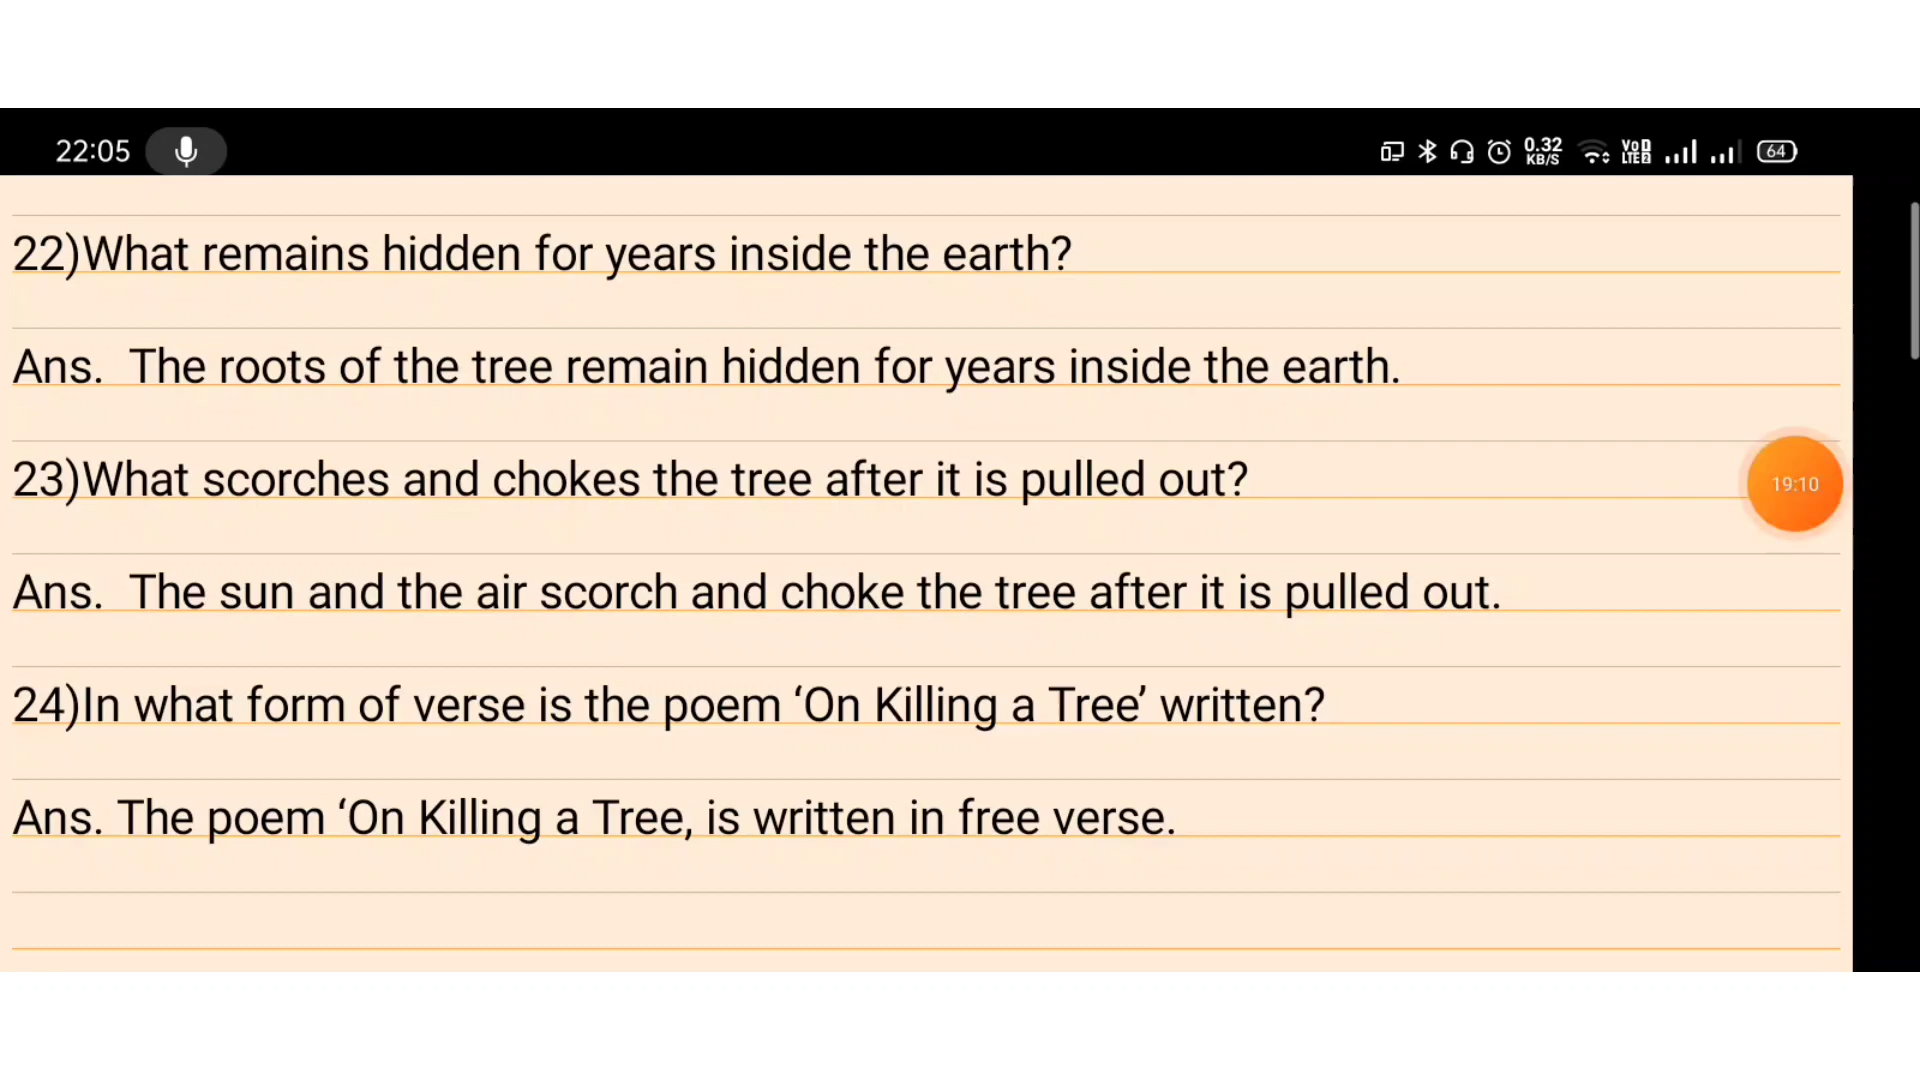 22:05 0.32 KB/S VoD LTE2 64
22)What remains hidden for years inside the earth?
Ans.  The roots of the tree remain hidden for years inside the earth.
23)What scorches and chokes the tree after it is pulled out?
19:10
Ans.  The sun and the air scorch and choke the tree after it is pulled out.
24)In what form of verse is the poem ‘On Killing a Tree’ written?
Ans. The poem ‘On Killing a Tree, is written in free verse.